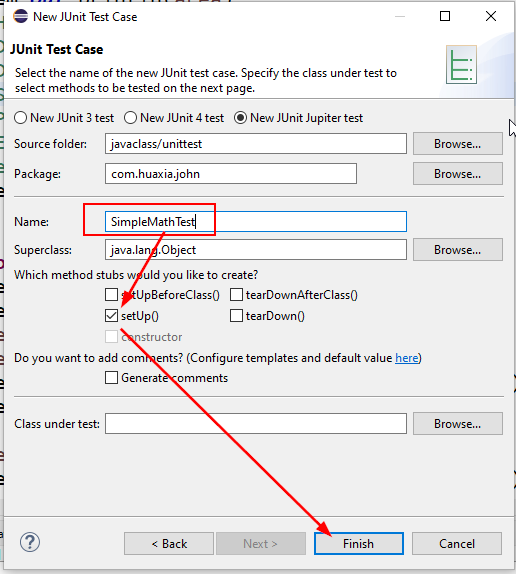 New JUnit Test Case
JUnit Test Case
Select the name of the new JUnit test case. Specify the class under test to
select methods to be tested on the next page.
New JUnit 3 test New JUnit 4 test New JUnit Jupiter test
Source folder: javaclass/unittest Browse...
Package: com.huaxia.john Browse...
Name: SimpleMathTest
Superclass: java.lang.Object Browse...
Which method stubs would you like to create?
setUpBeforeClass() tearDownAfterClass()
setUp() tearDown()
constructor
Do you want to add comments? (Configure templates and default value here)
Generate comments
Class under test: Browse...
? < Back Next > Finish Cancel